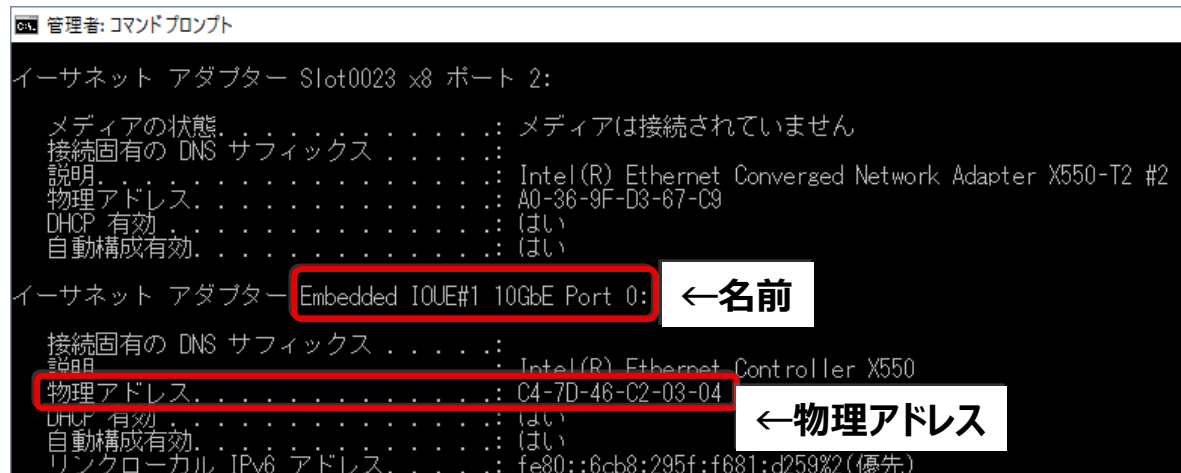 管理者: コマンド プロンプト
イーサネット アダプター Slot0023 x8 ポート 2:
メディアの状態. . . . . . . . . . . .: メディアは接続されていません
接続固有の DNS サフィックス . . . . .:
説明. . . . . . . . . . . . . . . . .: Intel(R) Ethernet Converged Network Adapter X550-T2 #2
物理アドレス. . . . . . . . . . . . .: A0-36-9F-D3-67-C9
DHCP 有効 . . . . . . . . . . . . . .: はい
自動構成有効. . . . . . . . . . . . .: はい
イーサネット アダプター Embedded IOUE#1 10GbE Port 0: ←名前
接続固有の DNS サフィックス . . . . .:
説明. . . . . . . . . . . . . . . . .: Intel(R) Ethernet Controller X550
物理アドレス. . . . . . . . . . . . .: C4-7D-46-C2-03-04
←物理アドレス
DHCP 有効 . . . . . . . . . . . . . .: はい
自動構成有効. . . . . . . . . . . . .: はい
リンクローカル IPv6 アドレス. . . . .: fe80::6cb8:295f:f681:d259%2(優先)